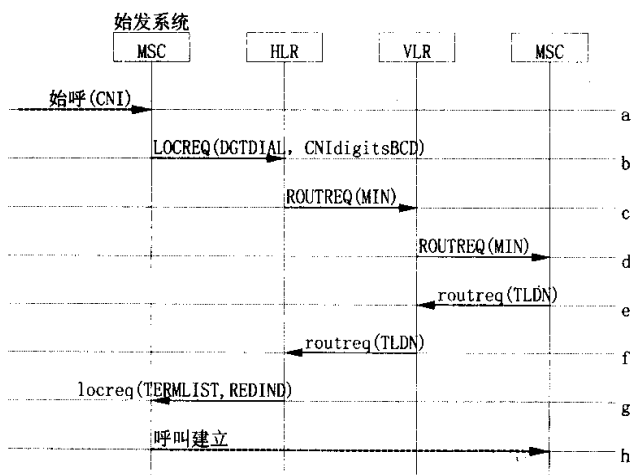 始发系统
MSC HLR VLR MSC
始呼(CNI) a
LOCREQ(DGTDIAL, CNIdigitsBCD) b
ROUTREQ(MIN) c
ROUTREQ(MIN) d
routreq(TLDN) e
routreq(TLDN) f
locreq(TERMLIST,REDIND) g
呼叫建立 h